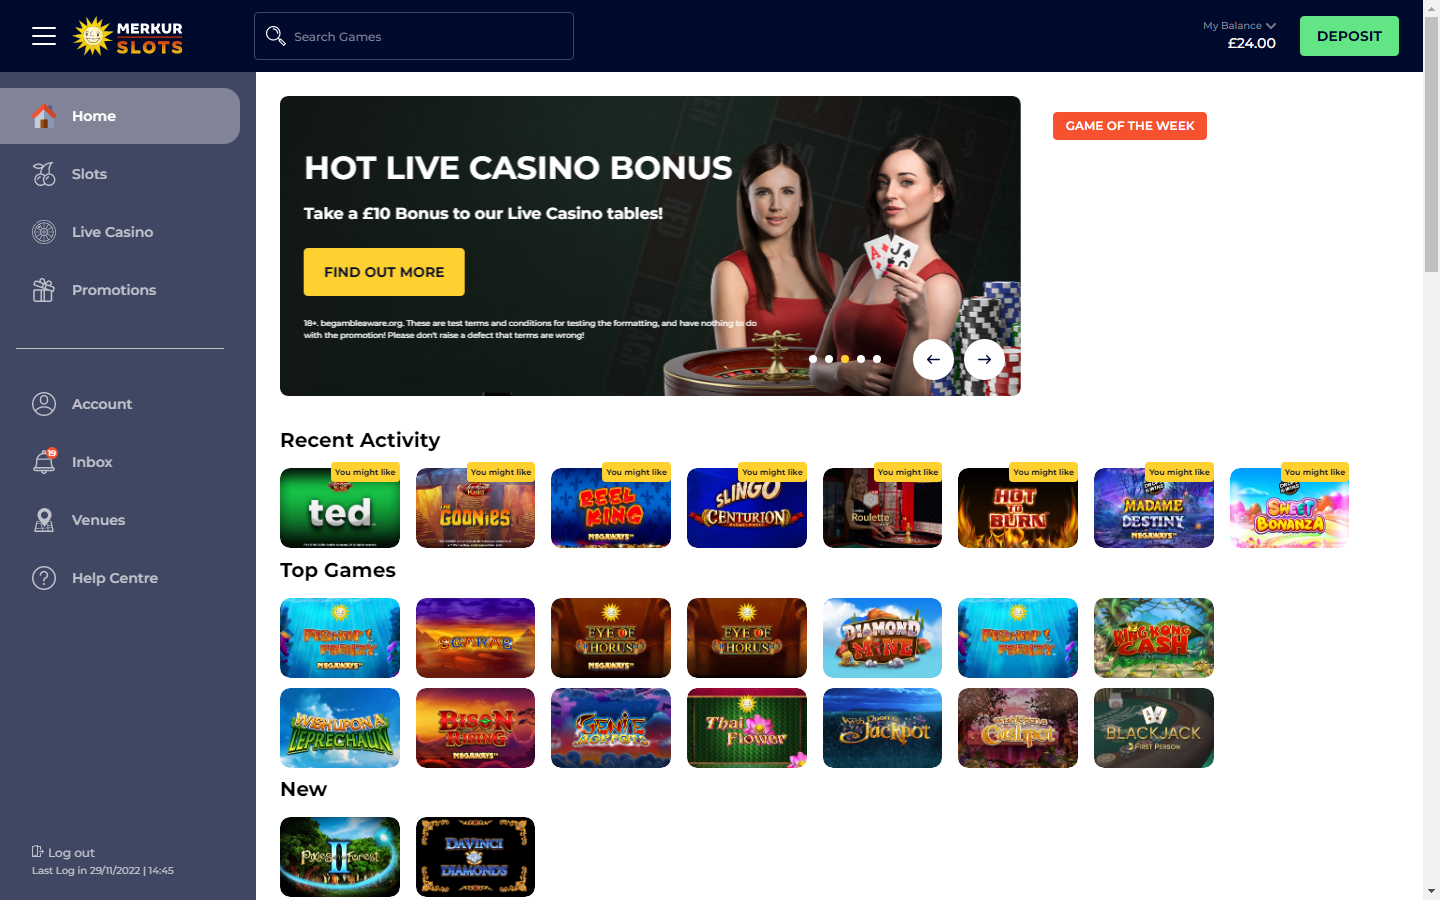 MERKUR
SLOTS
Search Games
My Balance
£24.00
DEPOSIT
Home
Slots
Live Casino
Promotions
Account
19
Inbox
Venues
Help Centre
Log out
Last Log in 29/11/2022 | 14:45
HOT LIVE CASINO BONUS
Take a £10 Bonus to our Live Casino tables!
FIND OUT MORE
18+. begambleaware.org. These are test terms and conditions for testing the formatting, and have nothing to do
with the promotion! Please don't raise a defect that terms are wrong!
GAME OF THE WEEK
Recent Activity
You might like
ted
You might like
THE GOONIES
You might like
REEL KING
MEGAWAYS
You might like
SLINGO
CENTURION
You might like
Roulette
You might like
HOT TO BURN
You might like
MADAME DESTINY
MEGAWAYS
You might like
SWEET BONANZA
Top Games
FISHIN' FRENZY
MEGAWAYS
SCARAB
EYE OF HORUS
MEGAWAYS
EYE OF HORUS
DIAMOND MINE
FISHIN' FRENZY
KING KONG CASH
WISH UPON A LEPRECHAUN
BISON RISING
MEGAWAYS
GENIE JACKPOTS
Thai Flower
Wish Upon a Jackpot
Cashpot
BLACKJACK
FIRST PERSON
New
Pixies of the Forest
II
DAVINCI DIAMONDS